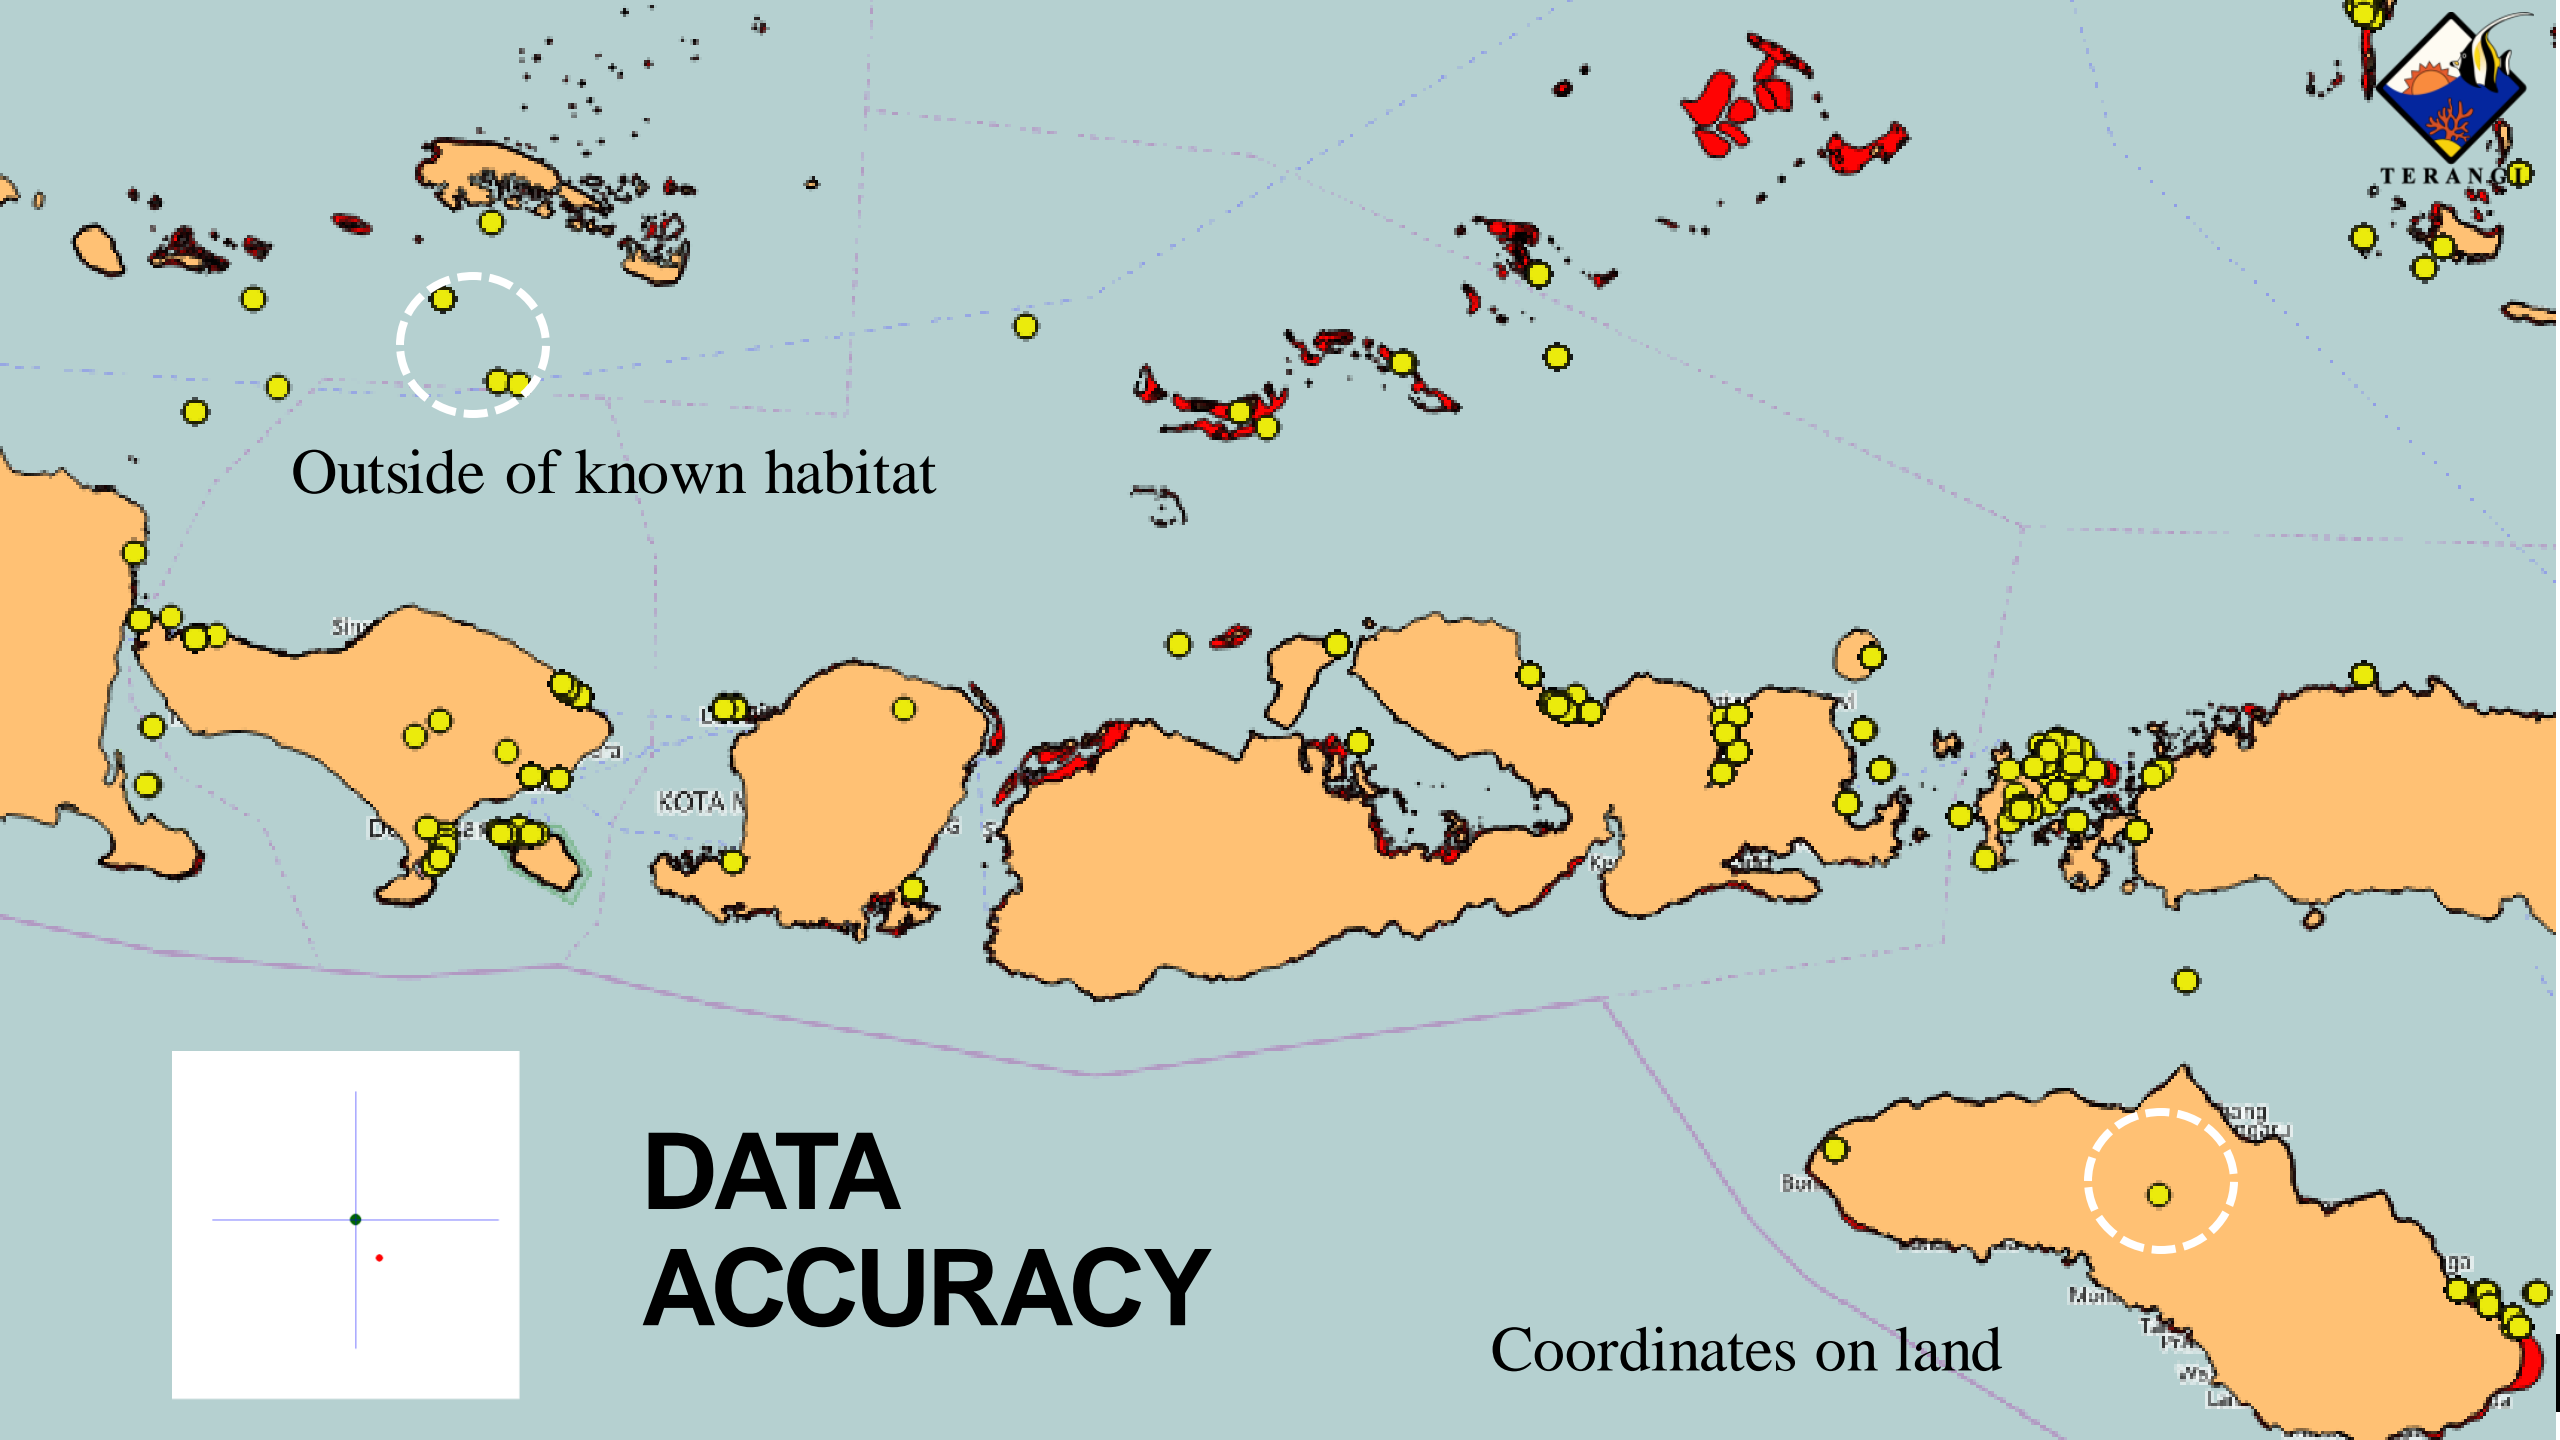 TERANGI
Outside of known habitat
KOTA
DATA
ACCURACY
Coordinates on land